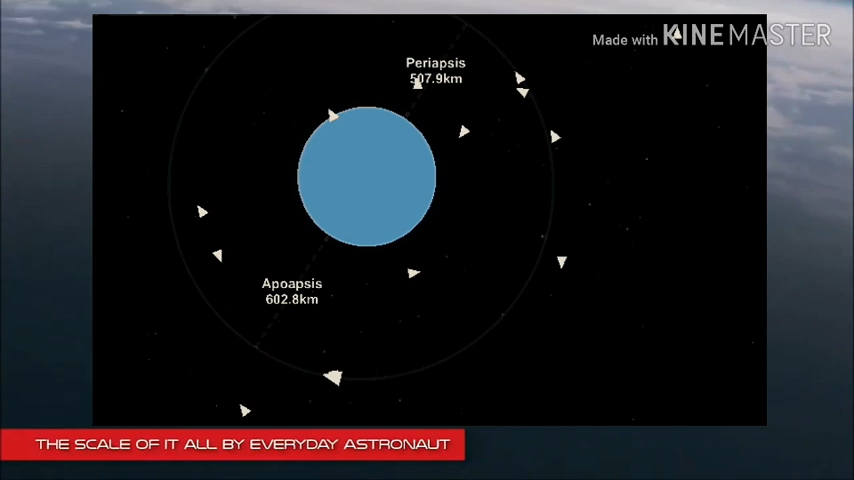 Made with KINEMASTER
Periapsis
507.9km
Apoapsis
602.8km
THE SCALE OF IT ALL BY EVERYDAY ASTRONAUT